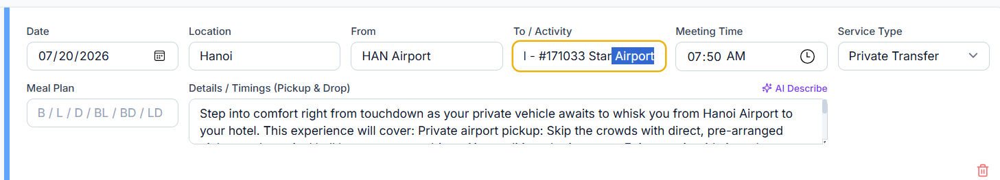 Date
Location
From
To / Activity
Meeting Time
Service Type
07/20/2026
Hanoi
HAN Airport
l - #171033 Star Airport
07:50 AM
Private Transfer
Meal Plan
Details / Timings (Pickup & Drop)
AI Describe
B / L / D / BL / BD / LD
Step into comfort right from touchdown as your private vehicle awaits to whisk you from Hanoi Airport to
your hotel. This experience will cover: Private airport pickup: Skip the crowds with direct, pre-arranged